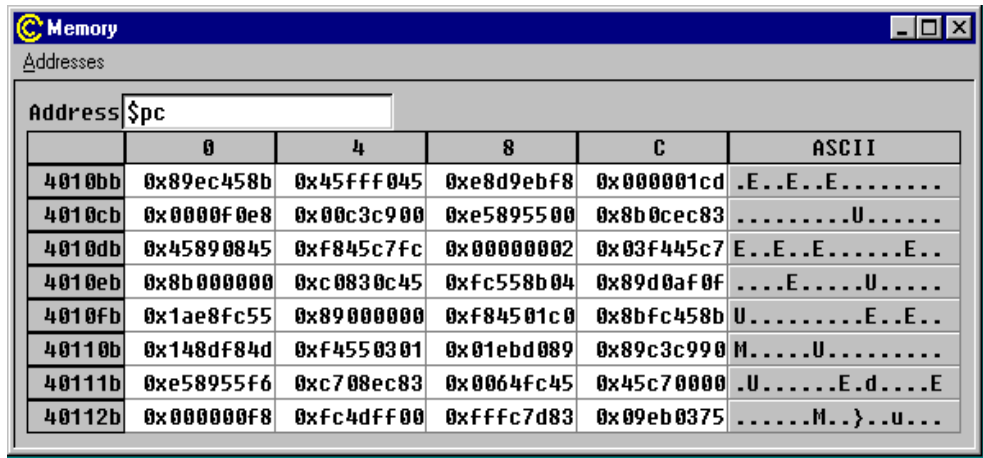 Memory
Addresses
Address $pc
0 4 8 C ASCII
4010bb 0x89ec458b 0x45fff045 0xe8d9ebf8 0x000001cd .E..E..E........
4010cb 0x0000f0e8 0x00c3c900 0xe5895500 0x8b0cec83 .........U......
4010db 0x45890845 0xf845c7fc 0x00000002 0x03f445c7 E..E..E......E..
4010eb 0x8b000000 0xc0830c45 0xfc558b04 0x89d0af0f ....E.....U.....
4010fb 0x1ae8fc55 0x89000000 0xf84501c0 0x8bfc458b U.........E..E..
40110b 0x148df84d 0xf4550301 0x01ebd089 0x89c3c990 M.....U.........
40111b 0xe58955f6 0xc708ec83 0x0064fc45 0x45c70000 .U......E.d....E
40112b 0x000000f8 0xfc4dff00 0xfffc7d83 0x09eb0375 ......M..}..u...